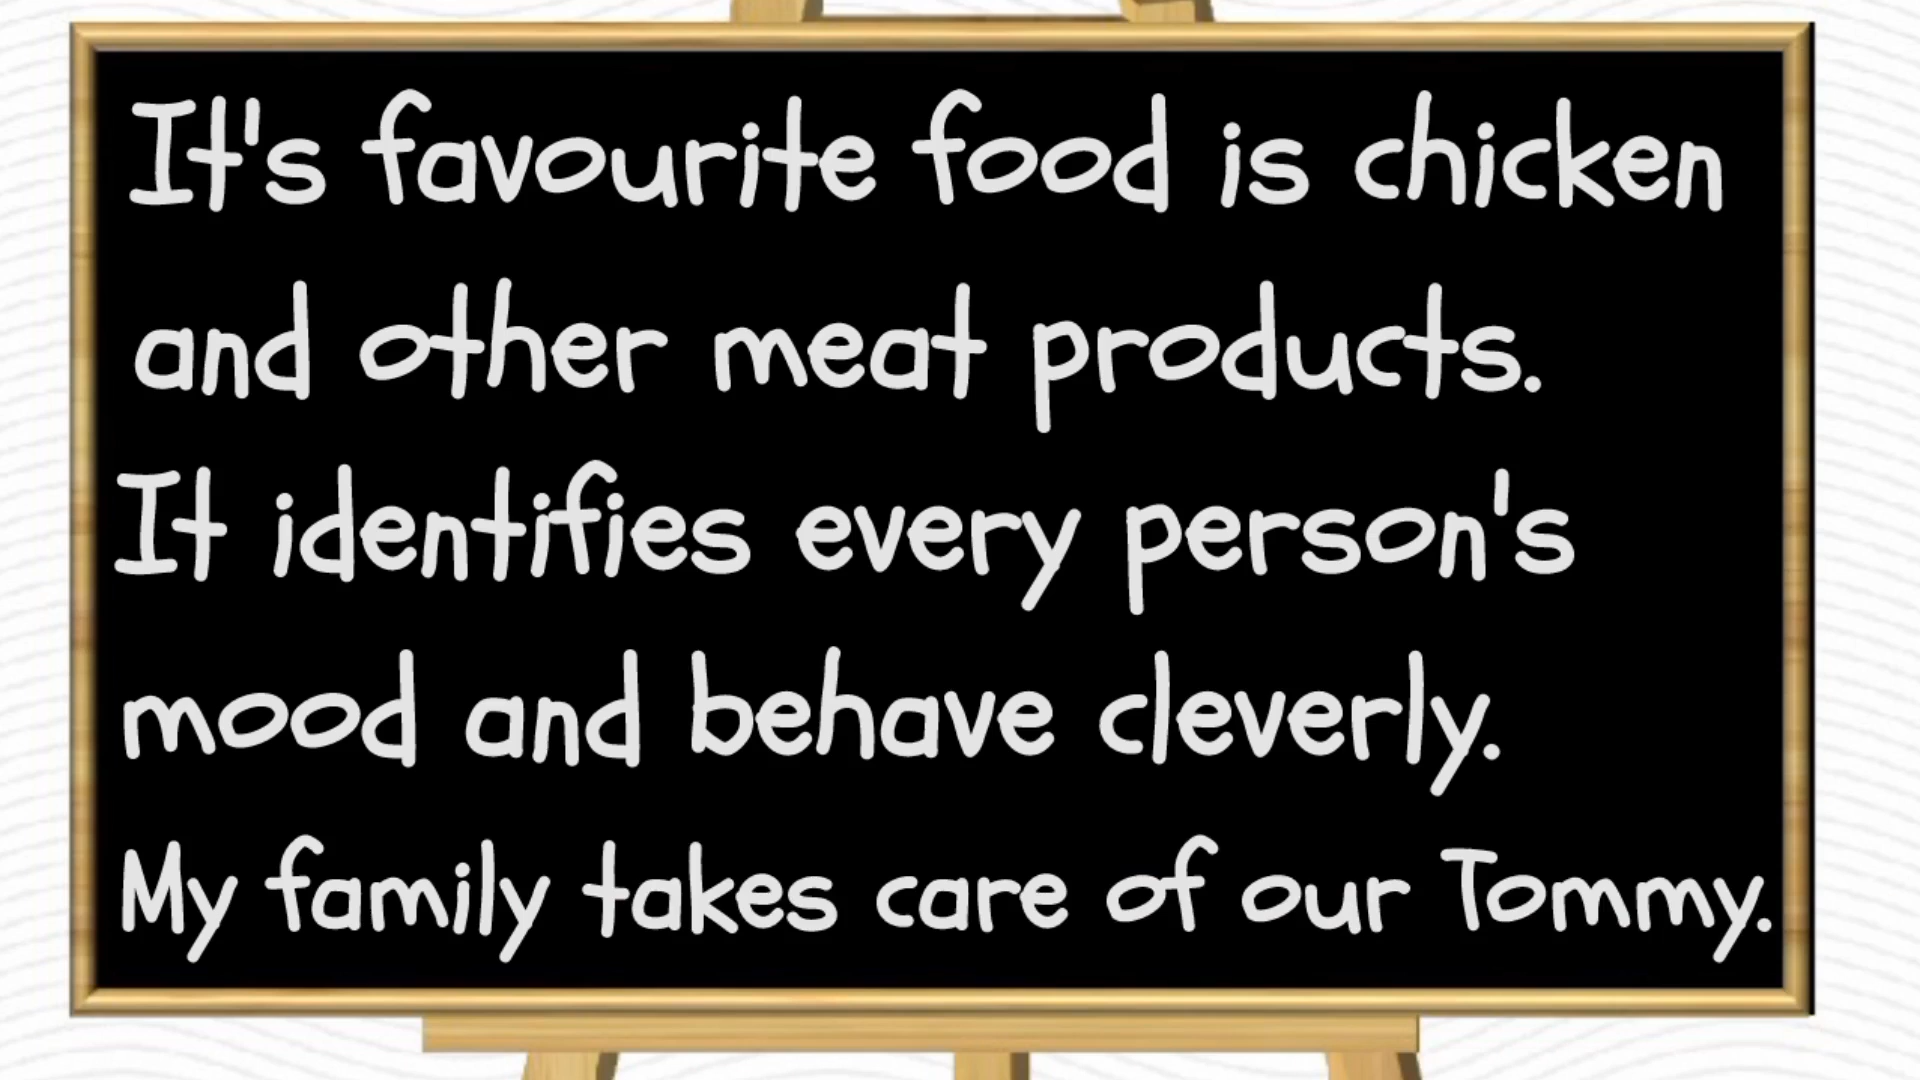 It's favourite food is chicken
and other meat products.
It identifies every person's
mood and behave cleverly.
My family takes care of our Tommy.